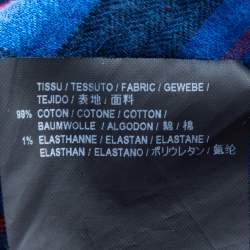 TISSU / TESSUTO / FABRIC / GEWEBE /
TEJIDO / 表地 / 面料
99% COTON / COTONE / COTTON /
BAUMWOLLE / ALGODON / 綿 / 棉
1% ELASTHANNE / ELASTAN / ELASTANE /
ELASTHAN / ELASTANO / ポリウレタン / 氨纶